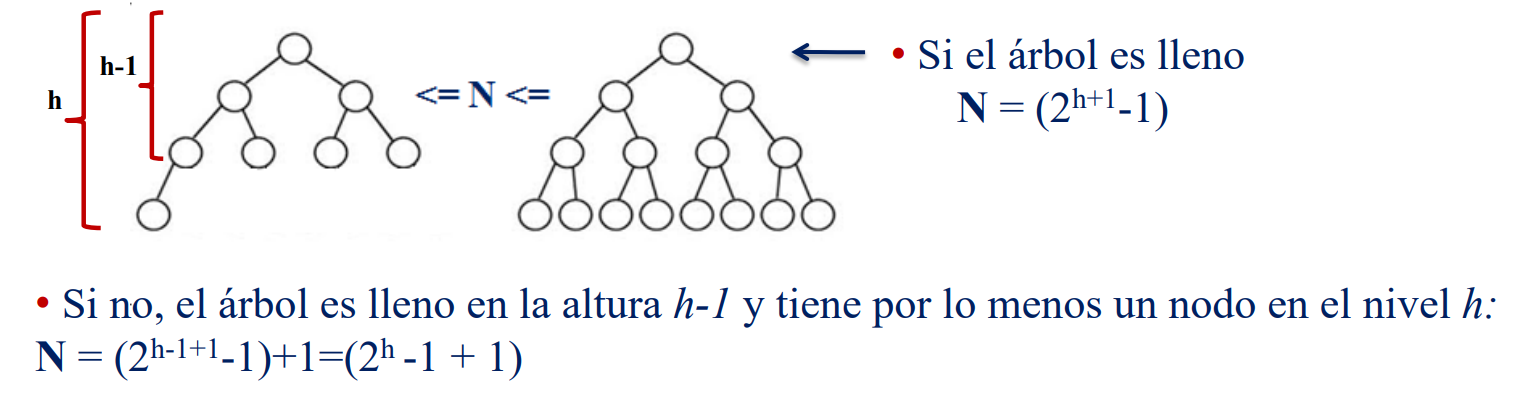 h
h-1
<= N <=
• Si el árbol es lleno
N = (2^{h+1}-1)
• Si no, el árbol es lleno en la altura h-1 y tiene por lo menos un nodo en el nivel h:
N = (2^{h-1+1}-1)+1=(2^h -1 + 1)